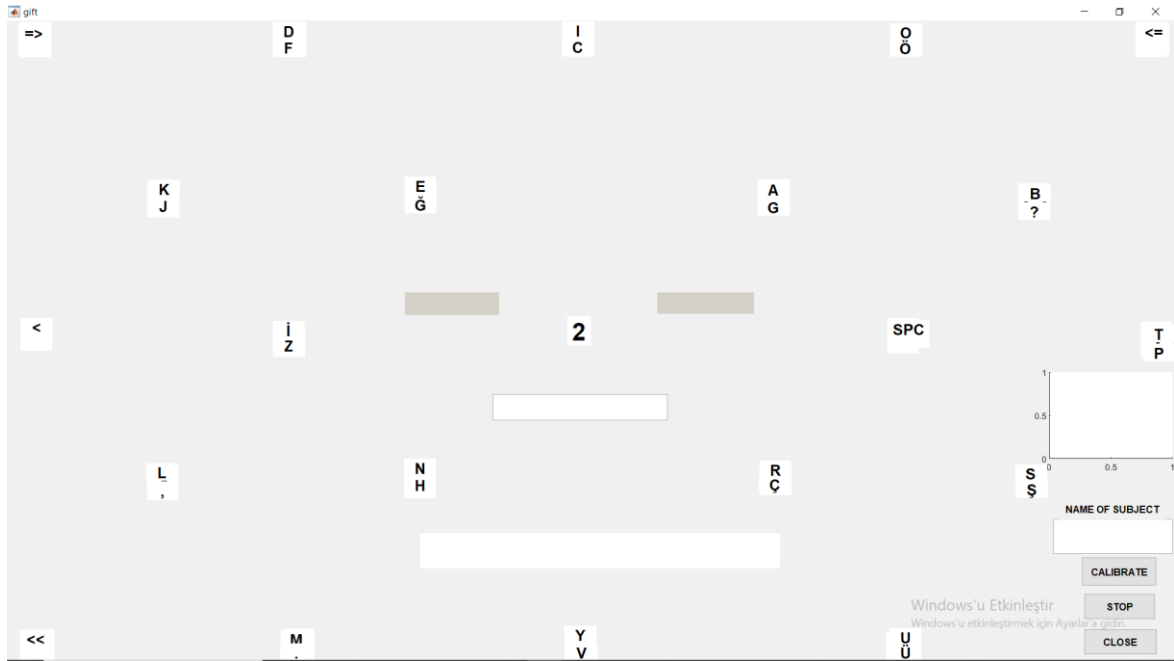 gift
=>
D
F
I
C
O
Ö
<=
K
J
E
Ğ
A
G
B
?
<
İ
Z
2
SPC
T
P
1
0.5
0
0
0.5
1
L
,
N
H
R
Ç
S
Ş
NAME OF SUBJECT
CALIBRATE
Windows'u Etkinleştir
Windows'u etkinleştirmek için Ayarlar'a gidin.
STOP
CLOSE
<<
M
.
Y
V
U
Ü